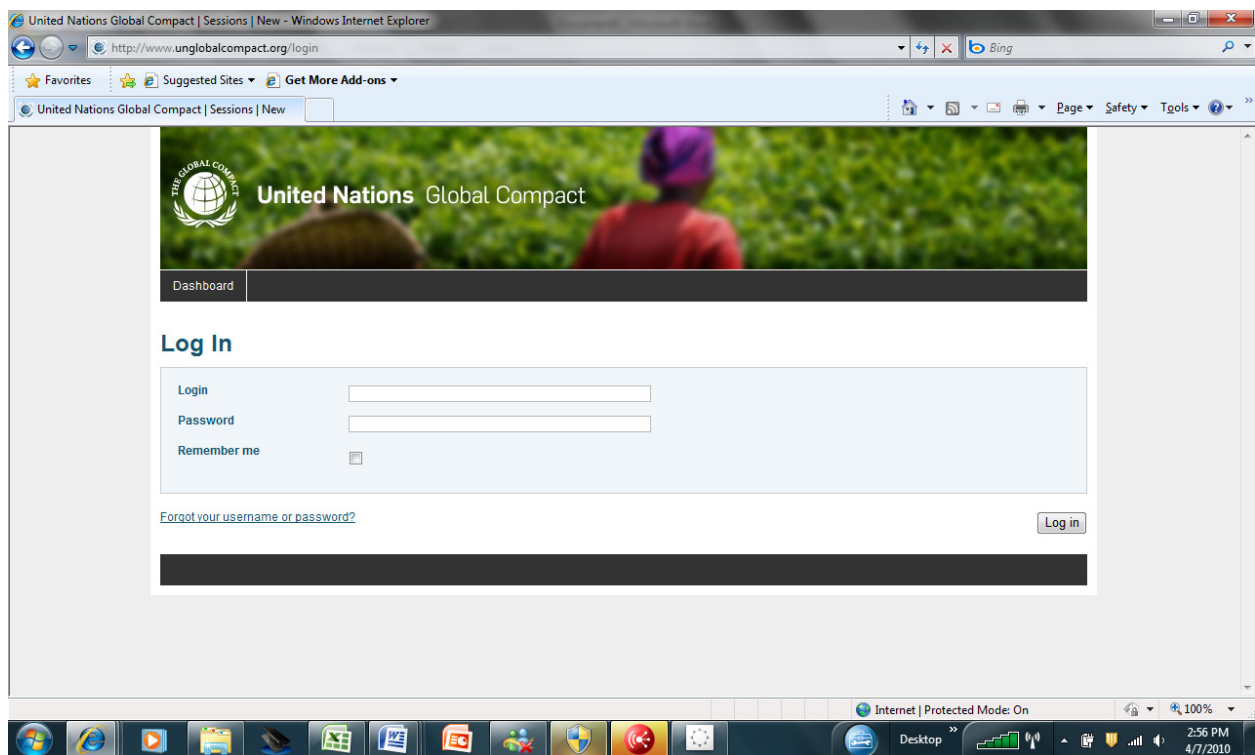 United Nations Global Compact | Sessions | New - Windows Internet Explorer
http://www.unglobalcompact.org/login
Bing
Favorites Suggested Sites Get More Add-ons
United Nations Global Compact | Sessions | New
Page Safety Tools
THE GLOBAL COMPACT
United Nations Global Compact
Dashboard
Log In
Login
Password
Remember me
Forgot your username or password?
Log in
Internet | Protected Mode: On
100%
Desktop
2:56 PM
4/7/2010